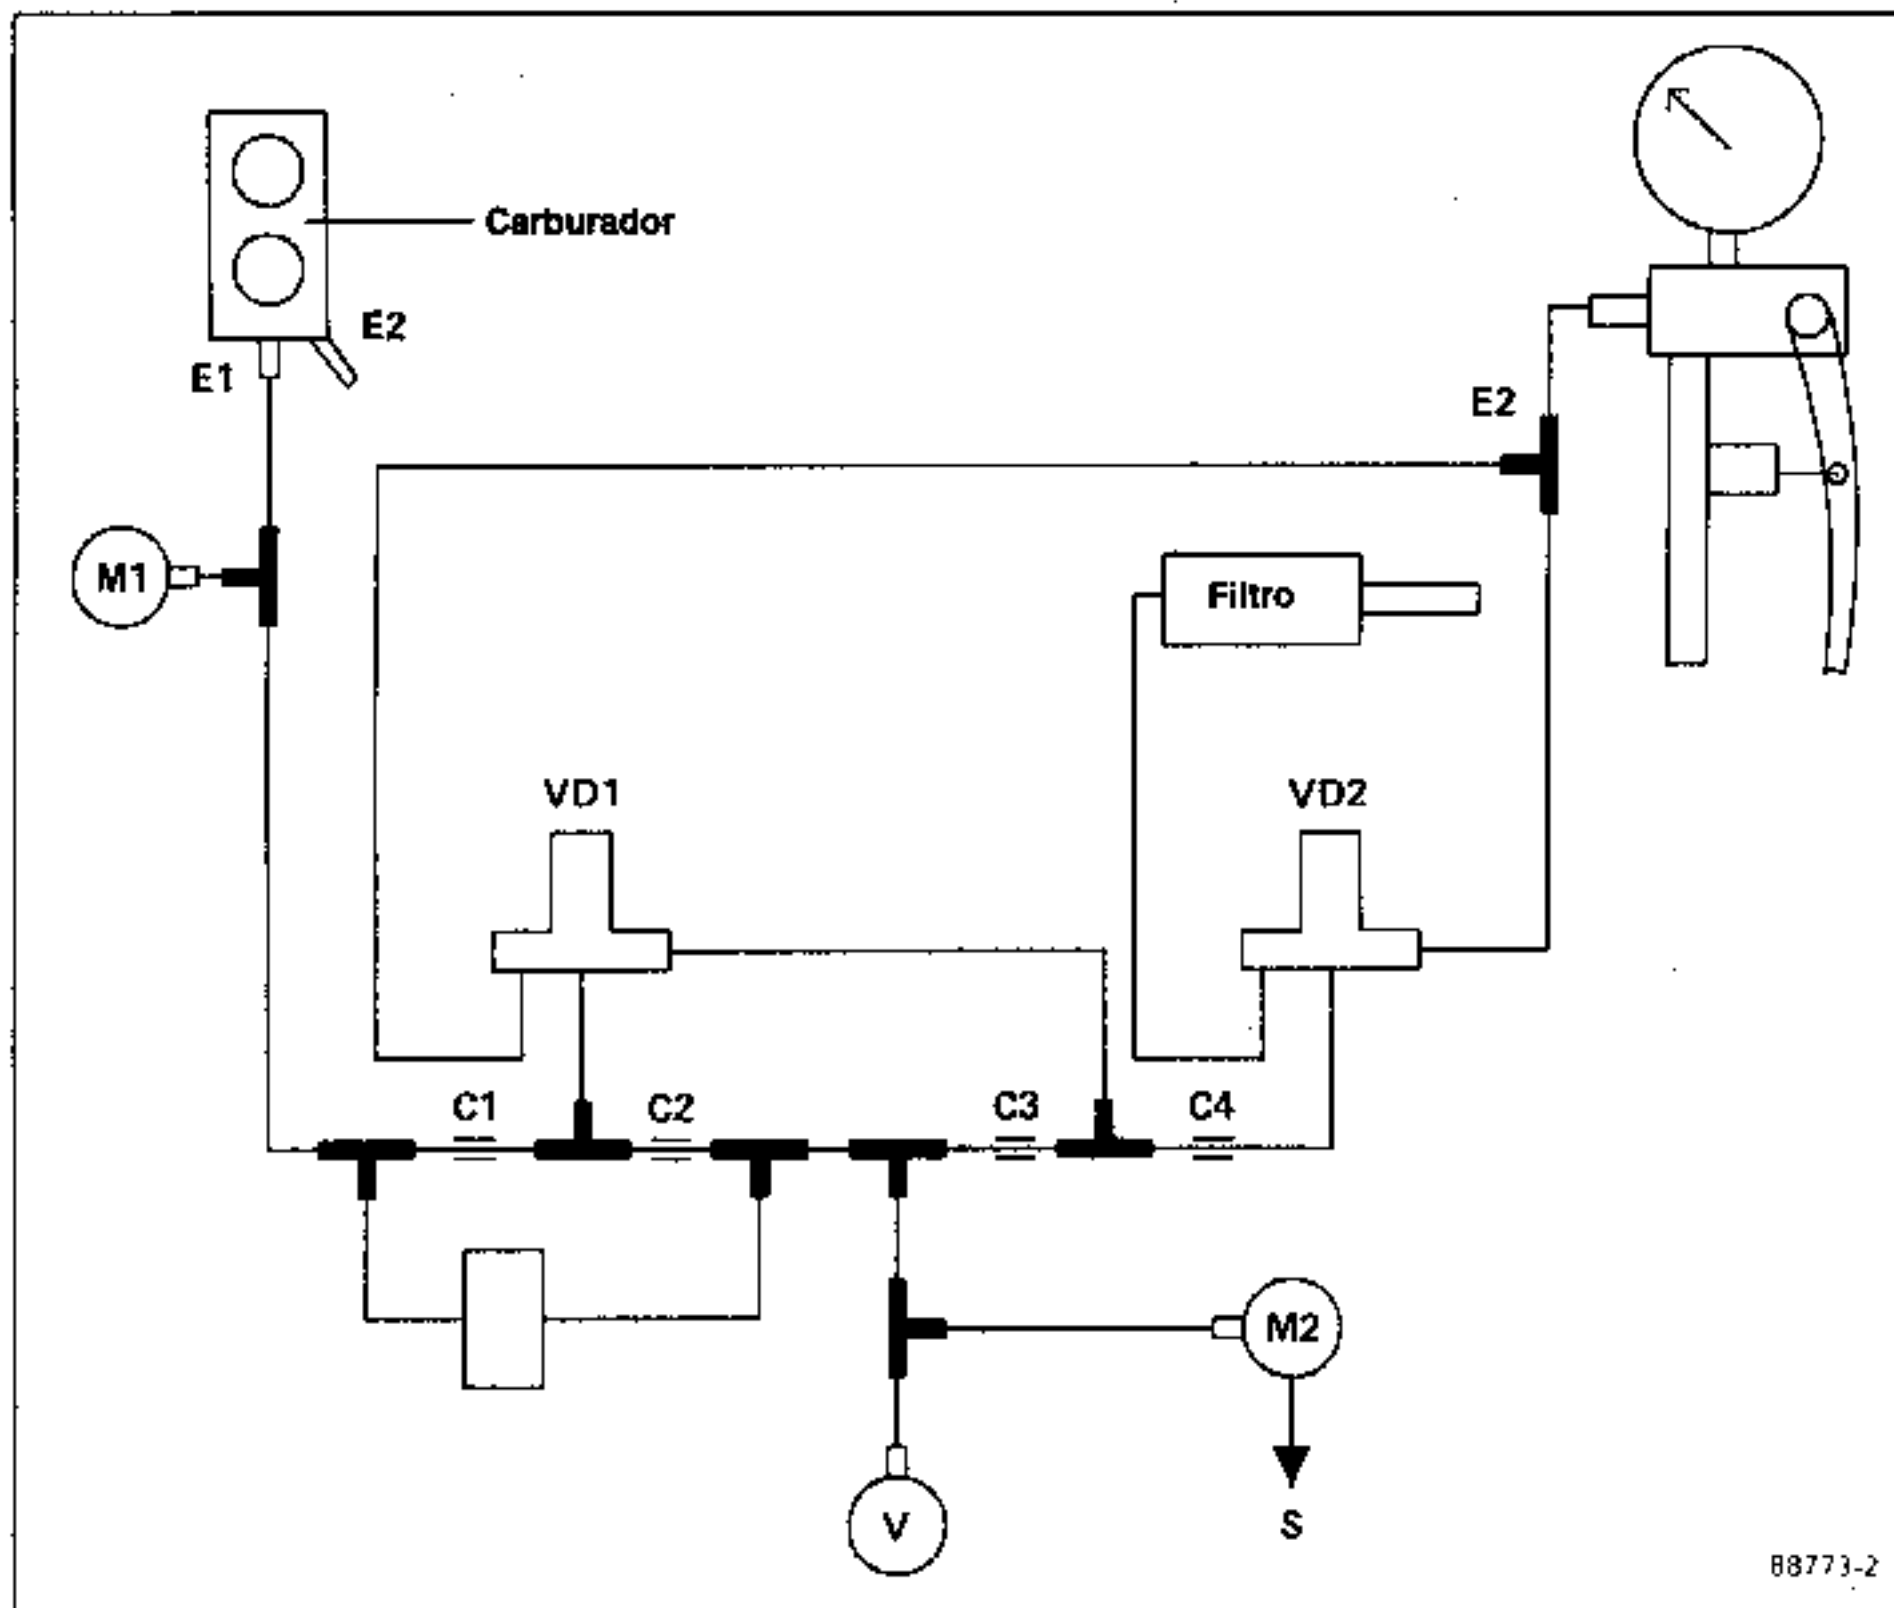 Carburador
E2
E1
E2
M1
Filtro
VD1
VD2
C1
C2
C3
C4
M2
V
S
88773-2